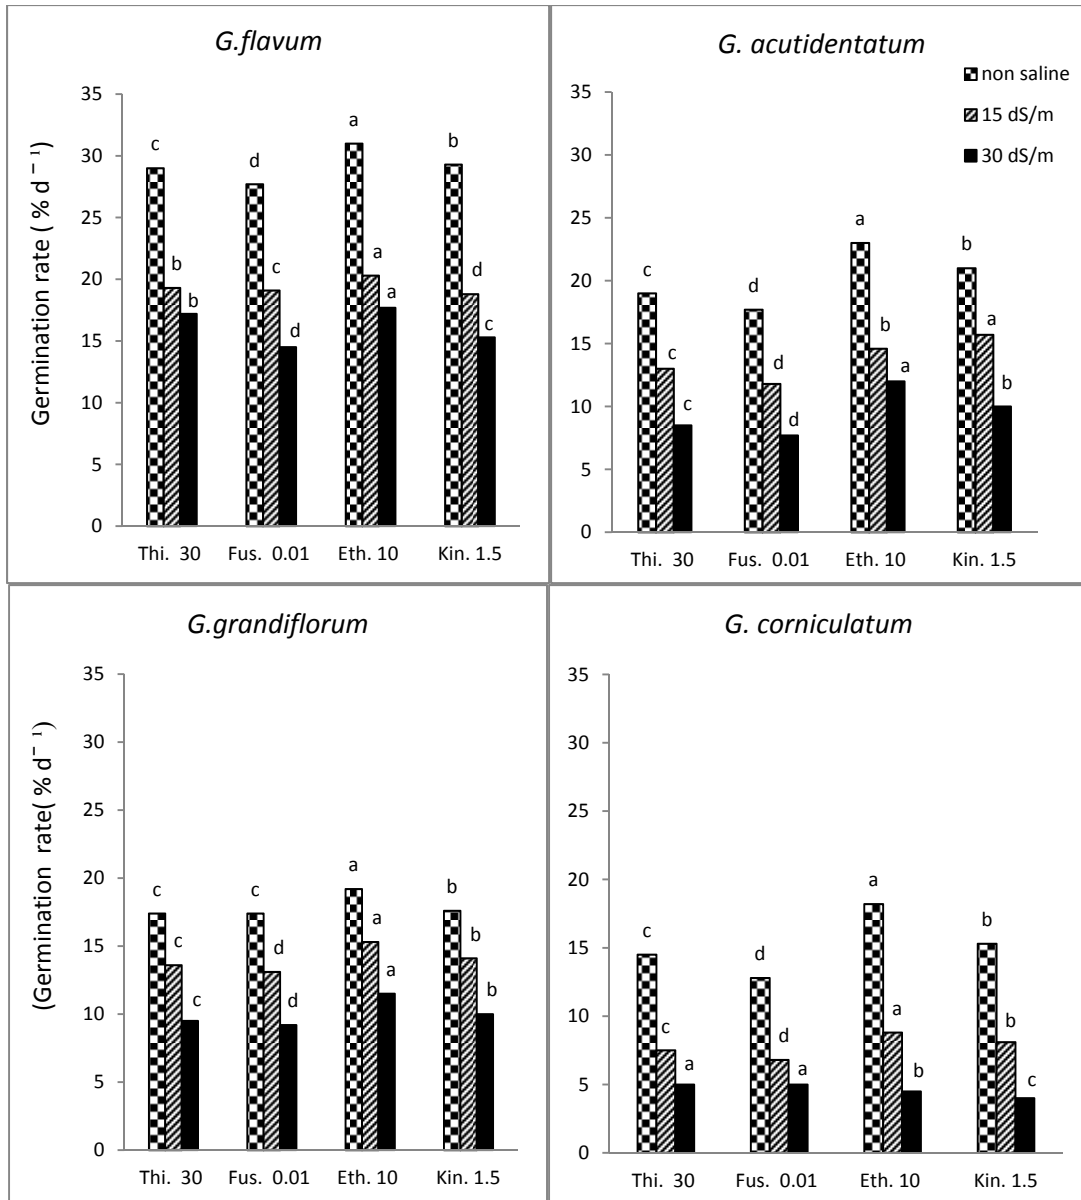 G.flavum
Germination rate ( % d⁻¹)
35
30
25
20
15
10
5
0
c
b
b
d
c
d
a
a
a
b
d
c
Thi. 30 Fus. 0.01 Eth. 10 Kin. 1.5
G. acutidentatum
non saline
15 dS/m
30 dS/m
35
30
25
20
15
10
5
0
c
c
c
d
d
d
a
b
a
b
a
b
Thi. 30 Fus. 0.01 Eth. 10 Kin. 1.5
G.grandiflorum
(Germination rate( % d⁻¹)
35
30
25
20
15
10
5
0
c
c
c
c
d
d
a
a
a
b
b
b
Thi. 30 Fus. 0.01 Eth. 10 Kin. 1.5
G. corniculatum
35
30
25
20
15
10
5
0
c
c
a
d
d
a
a
a
b
b
b
c
Thi. 30 Fus. 0.01 Eth. 10 Kin. 1.5